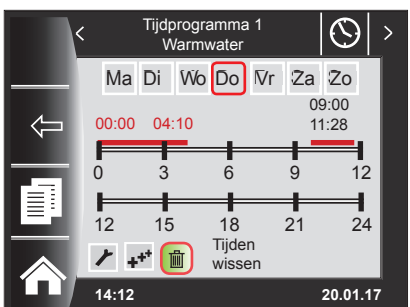 Tijdprogramma 1
Warmwater
Ma Di Wo Do Vr Za Zo
09:00
00:00 04:10 11:28
0 3 6 9 12
12 15 18 21 24
Tijden
wissen
14:12 20.01.17